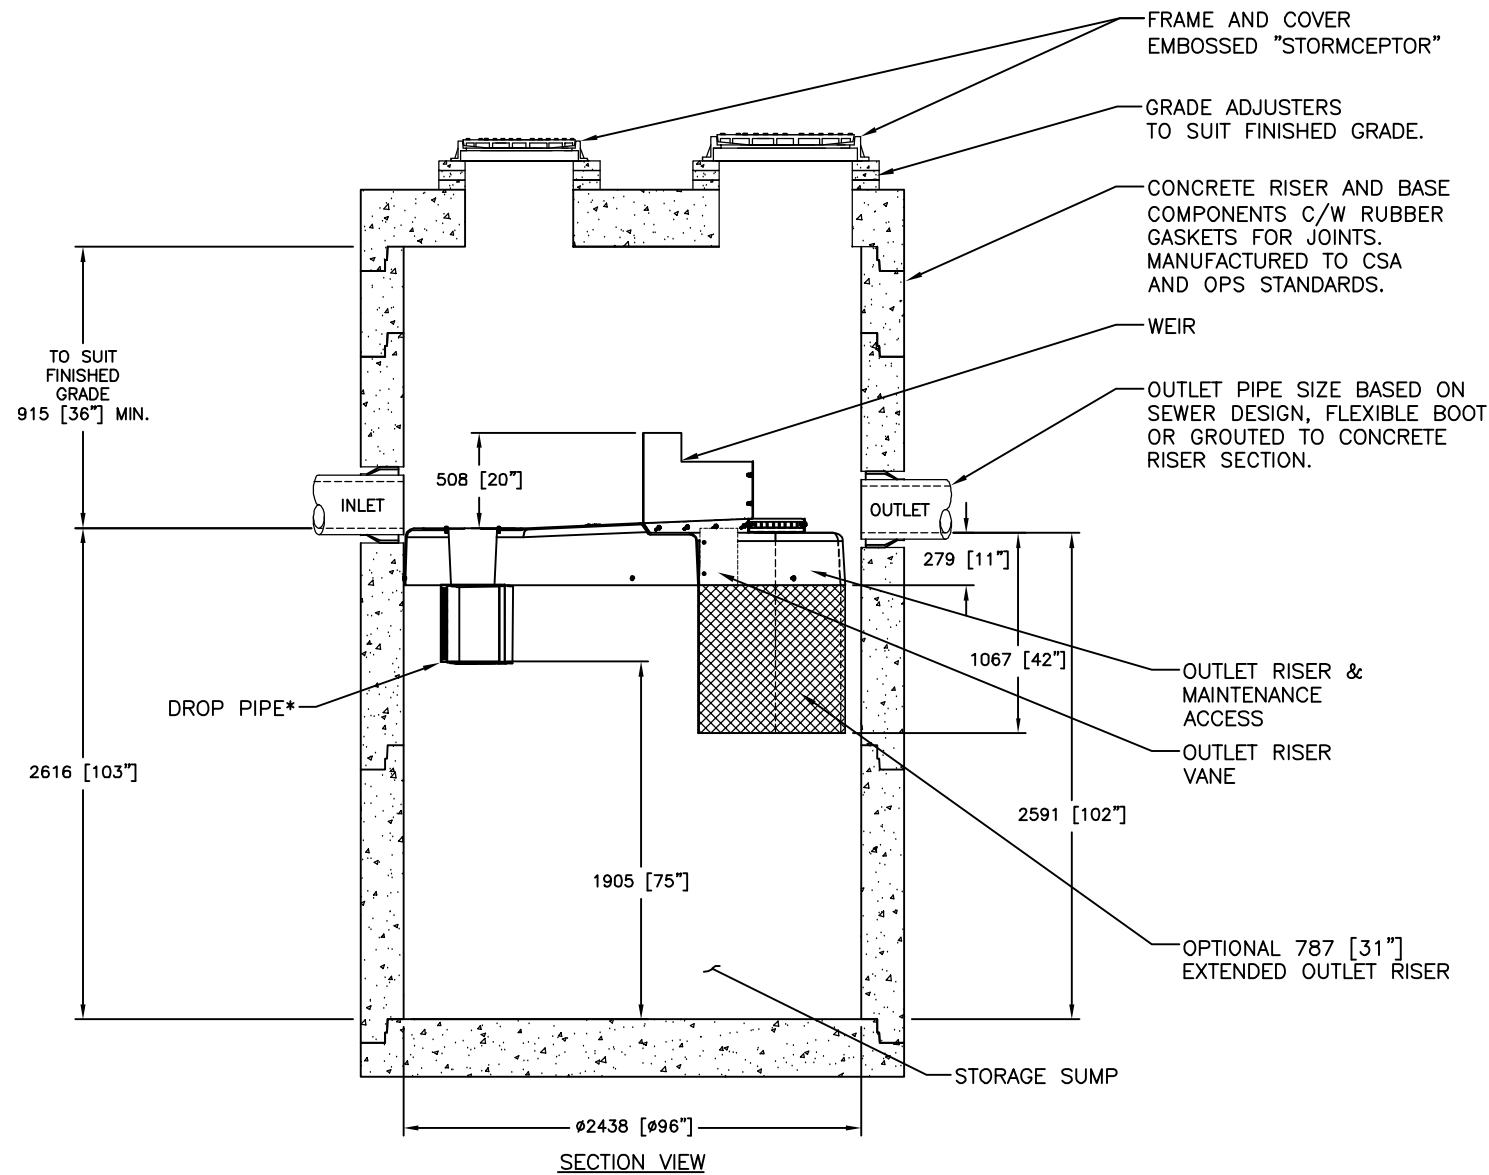 FRAME AND COVER
EMBOSSED "STORMCEPTOR"
GRADE ADJUSTERS
TO SUIT FINISHED GRADE.
CONCRETE RISER AND BASE
COMPONENTS C/W RUBBER
GASKETS FOR JOINTS.
MANUFACTURED TO CSA
AND OPS STANDARDS.
WEIR
TO SUIT
FINISHED
GRADE
915 [36"] MIN.
OUTLET PIPE SIZE BASED ON
SEWER DESIGN, FLEXIBLE BOOT
OR GROUTED TO CONCRETE
RISER SECTION.
508 [20"]
INLET
OUTLET
279 [11"]
1067 [42"]
OUTLET RISER &
MAINTENANCE
ACCESS
DROP PIPE*
OUTLET RISER
VANE
2616 [103"]
2591 [102"]
1905 [75"]
OPTIONAL 787 [31"]
EXTENDED OUTLET RISER
STORAGE SUMP
ø2438 [ø96"]
SECTION VIEW